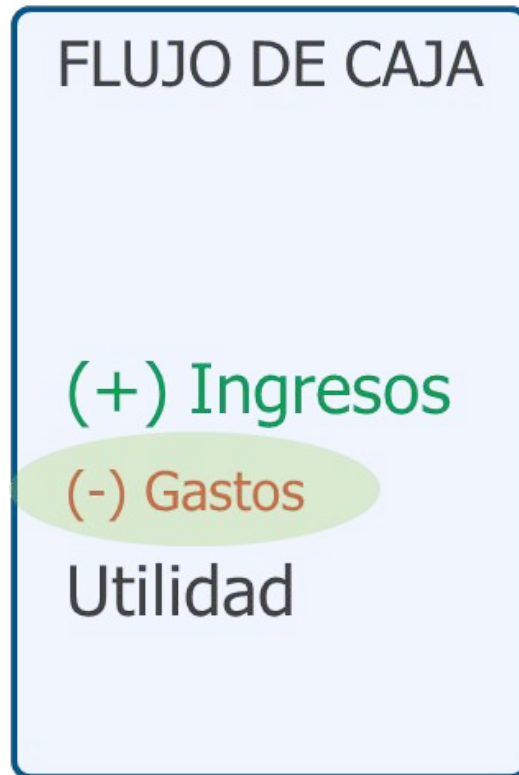 FLUJO DE CAJA
(+) Ingresos
(-) Gastos
Utilidad